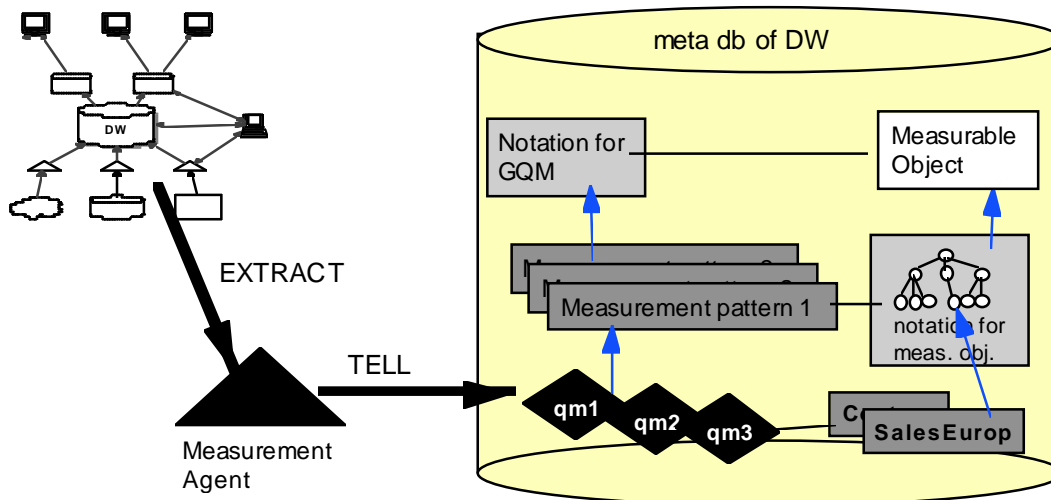 meta db of DW
DW
Notation for
GQM
Measurable
Object
EXTRACT
Measurement pattern 1
notation for
meas. obj.
TELL
qm1
qm2
qm3
SalesEurop
Measurement
Agent